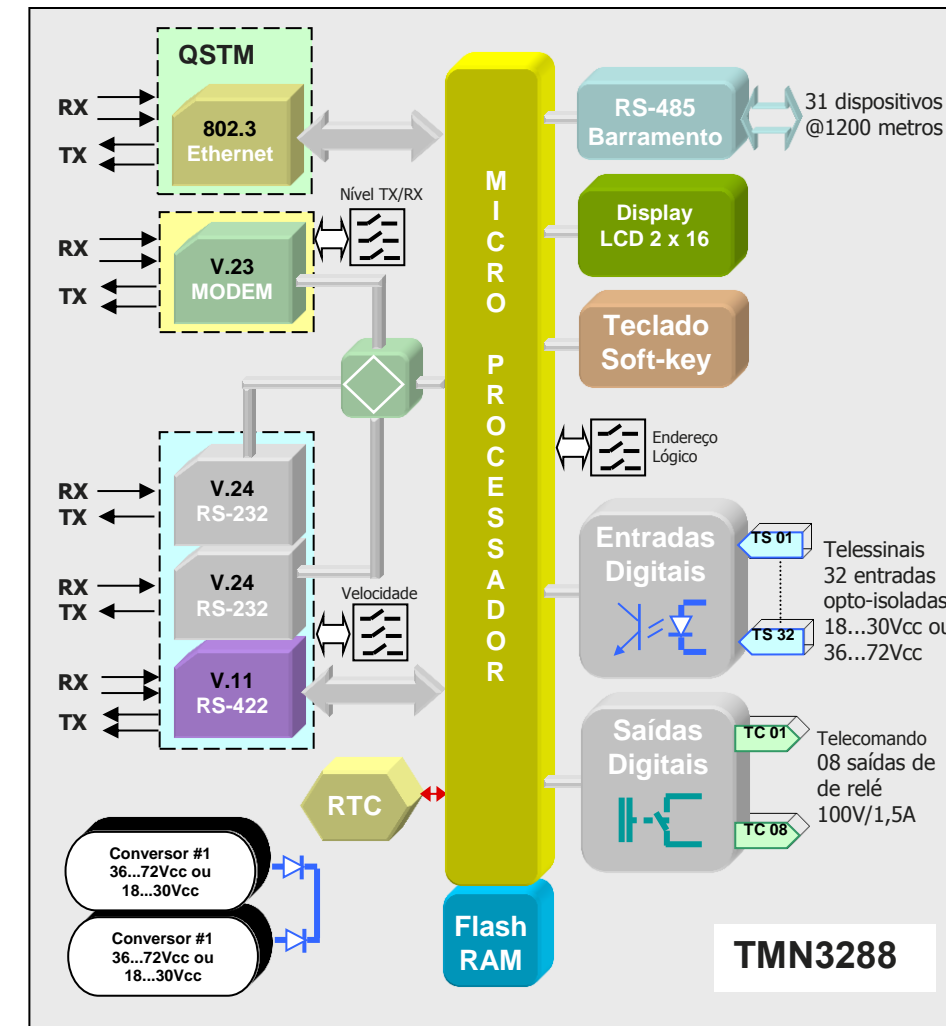 QSTM
RX
TX
802.3
Ethernet
Nível TX/RX
RX
TX
V.23
MODEM
RX
TX
V.24
RS-232
RX
TX
V.24
RS-232
Velocidade
RX
TX
V.11
RS-422
RTC
Conversor #1
36...72Vcc ou
18...30Vcc
Conversor #1
36...72Vcc ou
18...30Vcc
MICRO PROCESSADOR
Flash
RAM
RS-485
Barramento
31 dispositivos
@1200 metros
Display
LCD 2 x 16
Teclado
Soft-key
Endereço
Lógico
Entradas
Digitais
TS 01
TS 32
Telessinais
32 entradas
opto-isoladas
18...30Vcc ou
36...72Vcc
Saídas
Digitais
TC 01
TC 08
Telecomando
08 saídas de
de relé
100V/1,5A
TMN3288